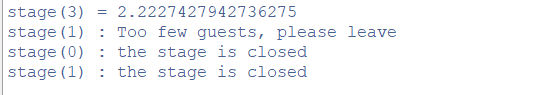 stage(3) = 2.2227427942736275
stage(1) : Too few guests, please leave
stage(0) : the stage is closed
stage(1) : the stage is closed